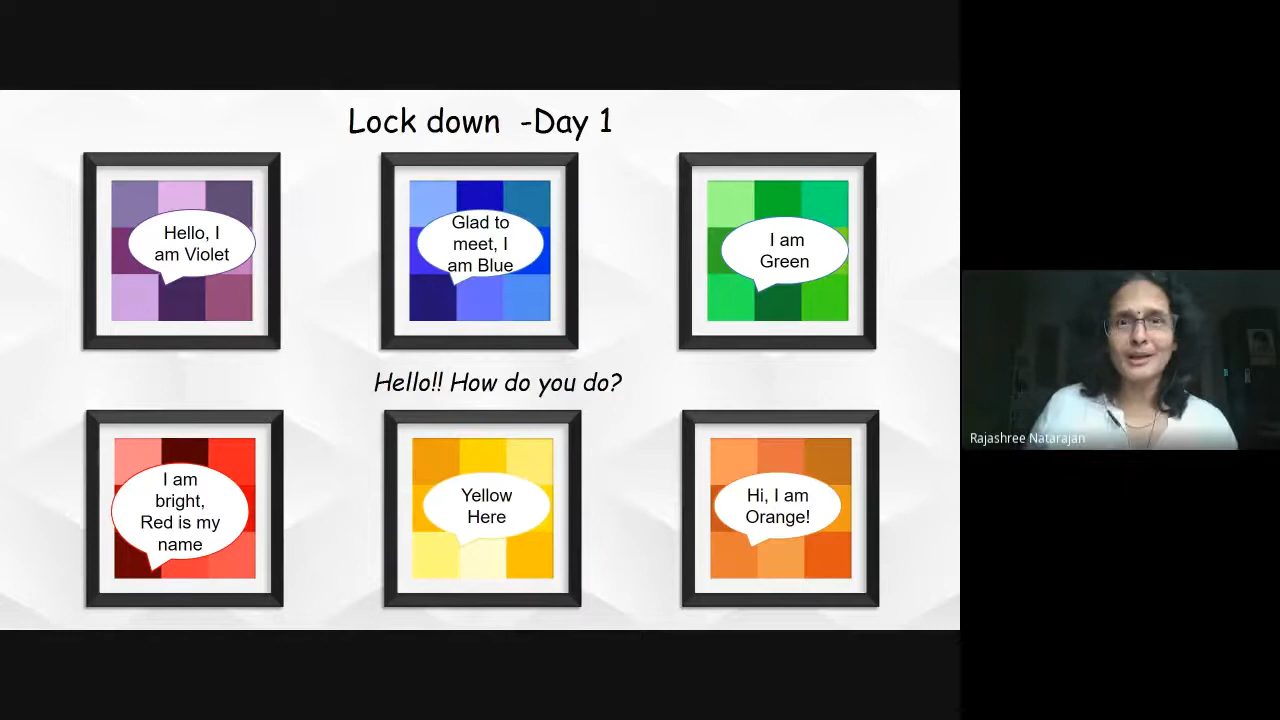 Lock down -Day 1
Hello, I
am Violet
Glad to
meet, I
am Blue
I am
Green
Hello!! How do you do?
I am
bright,
Red is my
name
Yellow
Here
Hi, I am
Orange!
Rajashree Natarajan